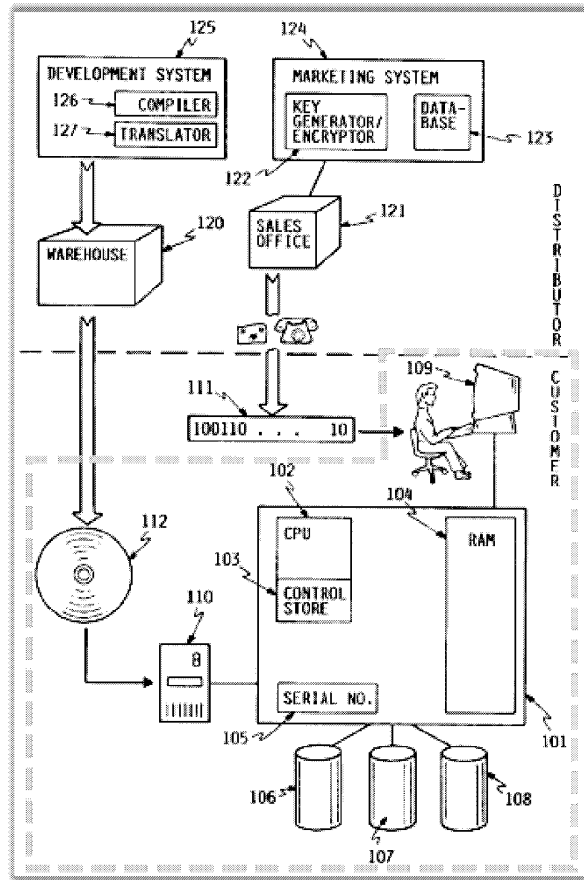 125
DEVELOPMENT SYSTEM
126
COMPILER
127
TRANSLATOR
124
MARKETING SYSTEM
KEY
GENERATOR/
ENCRYPTOR
DATA-
BASE
123
122
120
WAREHOUSE
121
SALES
OFFICE
DISTRIBUTOR
109
CUSTOMER
111
100110 . . . 10
102
104
CPU
RAM
103
CONTROL
STORE
112
110
8
SERIAL NO.
105
101
106
107
108